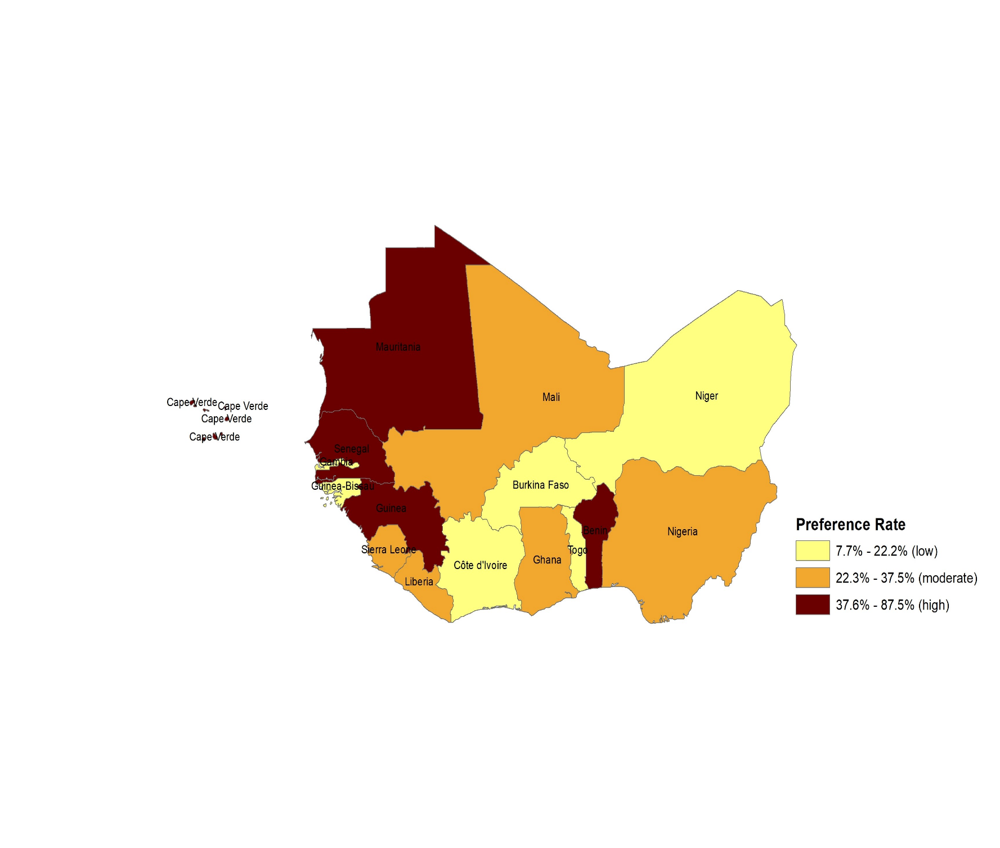 Mauritania
Mali
Niger
Cape Verde
Cape Verde
Cape Verde
Cape Verde
Senegal
Gambia
Guinea-Bissau
Burkina Faso
Guinea
Benin
Nigeria
Sierra Leone
Togo
Ghana
Côte d'Ivoire
Liberia
Preference Rate
7.7% - 22.2% (low)
22.3% - 37.5% (moderate)
37.6% - 87.5% (high)